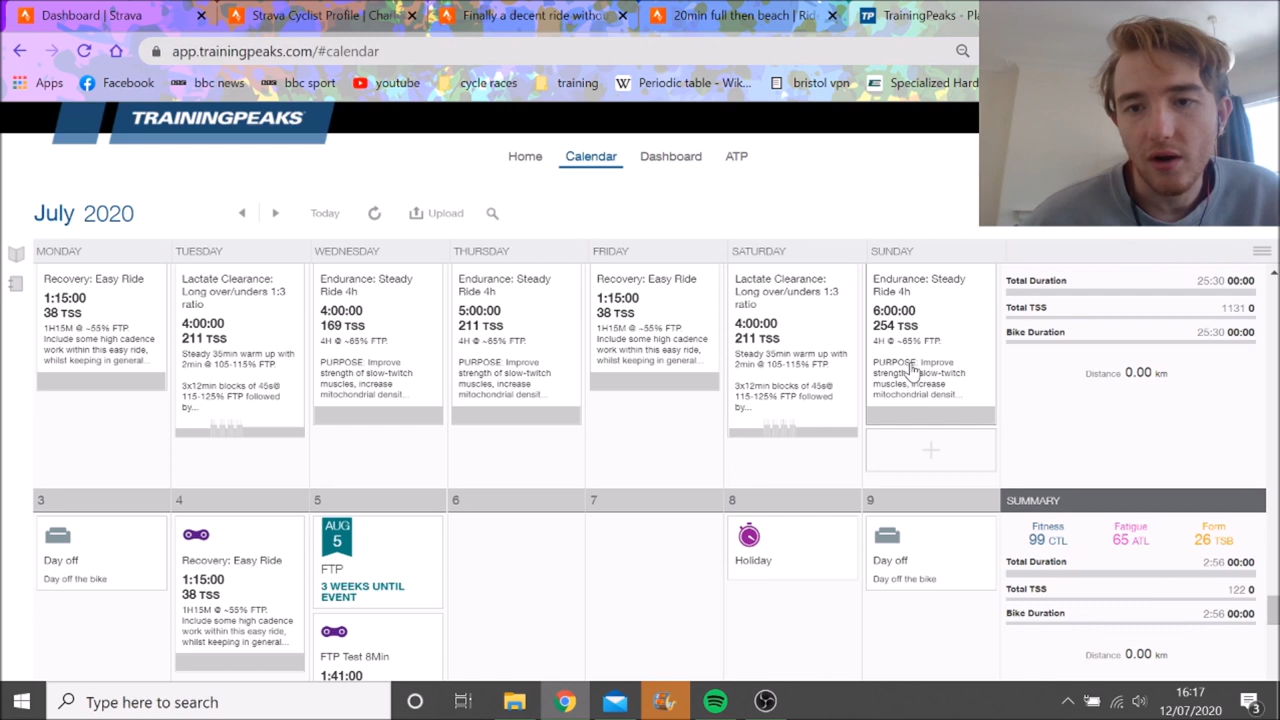 Dashboard | Strava
Strava Cyclist Profile | Chan
Finally a decent ride withou
20min full then beach | Rid
TrainingPeaks - Pla
app.trainingpeaks.com/#calendar
Apps
Facebook
BBC
bbc news
BBC
bbc sport
youtube
cycle races
training
W
Periodic table - Wik...
bristol vpn
Specialized Hard
TRAININGPEAKS
Home
Calendar
Dashboard
ATP
July 2020
Today
Upload
MONDAY
TUESDAY
WEDNESDAY
THURSDAY
FRIDAY
SATURDAY
SUNDAY
Recovery: Easy Ride
1:15:00
38 TSS
1H15M @ ~55% FTP.
Include some high cadence
work within this easy ride,
whilst keeping in general...
Lactate Clearance:
Long over/unders 1:3
ratio
4:00:00
211 TSS
Steady 35min warm up with
2min @ 105-115% FTP
3x12min blocks of 45s@
115-125% FTP followed
by...
Endurance: Steady
Ride 4h
4:00:00
169 TSS
4H @ ~65% FTP.
PURPOSE: Improve
strength of slow-twitch
muscles, increase
mitochondrial densit...
Endurance: Steady
Ride 4h
5:00:00
211 TSS
4H @ ~65% FTP.
PURPOSE: Improve
strength of slow-twitch
muscles, increase
mitochondrial densit...
Recovery: Easy Ride
1:15:00
38 TSS
1H15M @ ~55% FTP.
Include some high cadence
work within this easy ride,
whilst keeping in general...
Lactate Clearance:
Long over/unders 1:3
ratio
4:00:00
211 TSS
Steady 35min warm up with
2min @ 105-115% FTP
3x12min blocks of 45s@
115-125% FTP followed
by...
Endurance: Steady
Ride 4h
6:00:00
254 TSS
4H @ ~65% FTP.
PURPOSE: Improve
strength of slow-twitch
muscles, increase
mitochondrial densit...
Total Duration 25:30 00:00
Total TSS 1131 0
Bike Duration 25:30 00:00
Distance 0.00 km
3
4
5
6
7
8
9
SUMMARY
Day off
Day off the bike
Recovery: Easy Ride
1:15:00
38 TSS
1H15M @ ~55% FTP.
Include some high cadence
work within this easy ride,
whilst keeping in general...
AUG
5
FTP
3 WEEKS UNTIL
EVENT
FTP Test 8Min
1:41:00
Holiday
Day off
Day off the bike
Fitness
99 CTL
Fatigue
65 ATL
Form
26 TSB
Total Duration 2:56 00:00
Total TSS 122 0
Bike Duration 2:56 00:00
Distance 0.00 km
Type here to search
16:17
12/07/2020
3